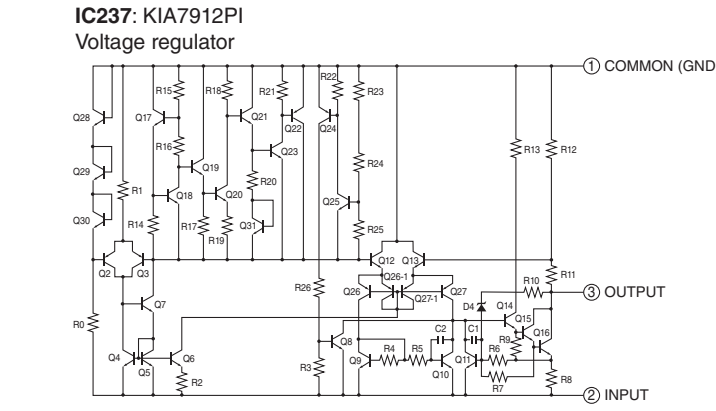 IC237: KIA7912PI
Voltage regulator
1 COMMON (GND
R15 R18 R21 R22 R23
Q28 Q17 Q21 Q22 Q24
R16 Q23 R13 R12
Q29 Q19 R24
R1 Q18 Q20 R20 Q25
Q30 R14 R17 R19 Q31 R25
Q2 Q3 Q12 Q13
Q26-1 R10 R11
R26 Q26 Q27 3 OUTPUT
Q27-1
Q7 D4 Q14
R0 Q15
C2 C1 Q16
Q8 R9
Q4 Q5 Q6 R4 R5 R6
R3 Q9 Q10 Q11
R2 R7 R8
2 INPUT